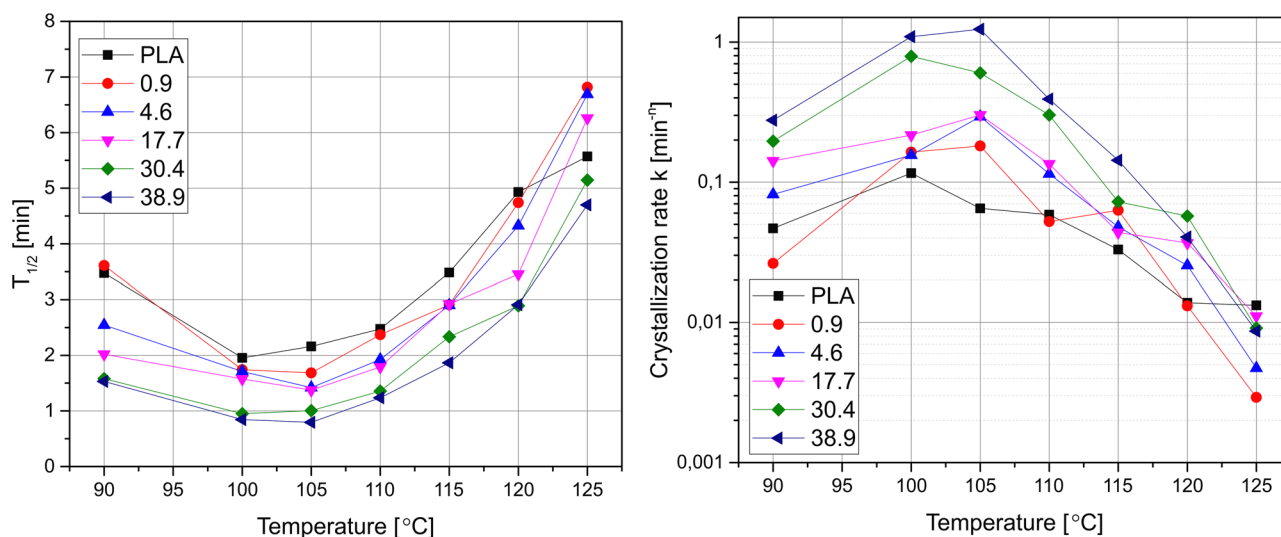 8
7
6
5
4
3
2
1
0
T1/2 [min]
PLA
0.9
4.6
17.7
30.4
38.9
90 95 100 105 110 115 120 125
Temperature [°C]
1
0,1
0,01
0,001
Crystallization rate k [min-n]
PLA
0.9
4.6
17.7
30.4
38.9
90 95 100 105 110 115 120 125
Temperature [°C]